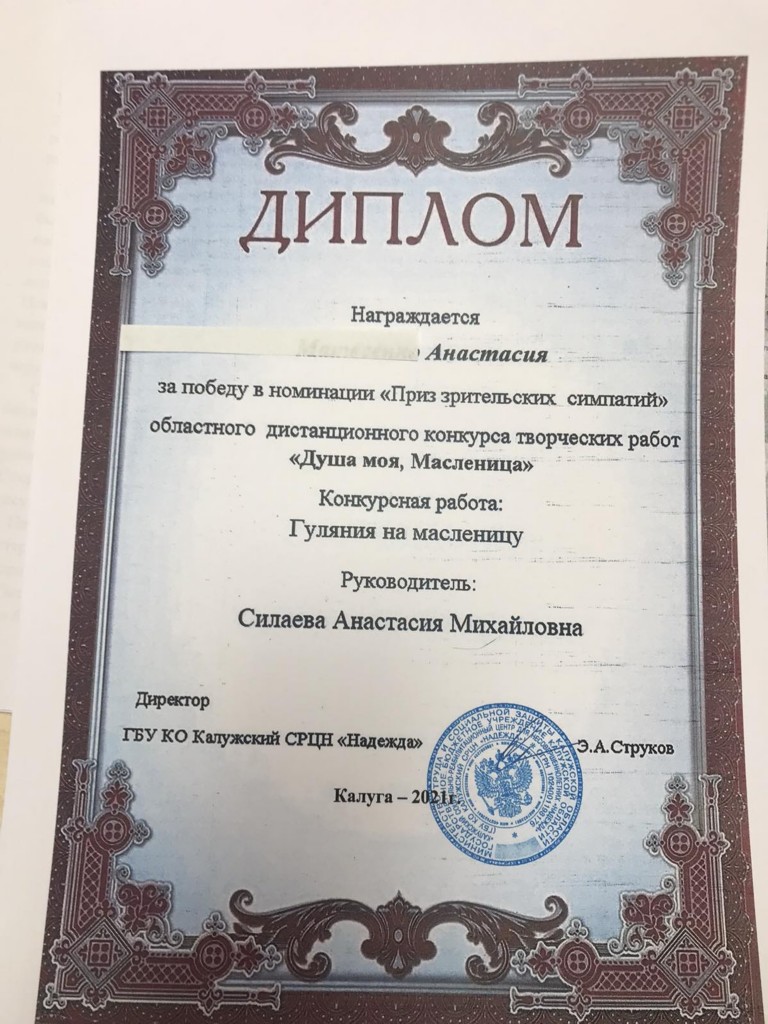 ДИПЛОМ
Награждается
Анастасия
за победу в номинации «Приз зрительских симпатий»
областного дистанционного конкурса творческих работ
«Душа моя, Масленица»
Конкурсная работа:
Гуляния на масленицу
Руководитель:
Силаева Анастасия Михайловна
Директор
ГБУ КО Калужский СРЦН «Надежда»
Э.А.Струков
Калуга – 2021г.